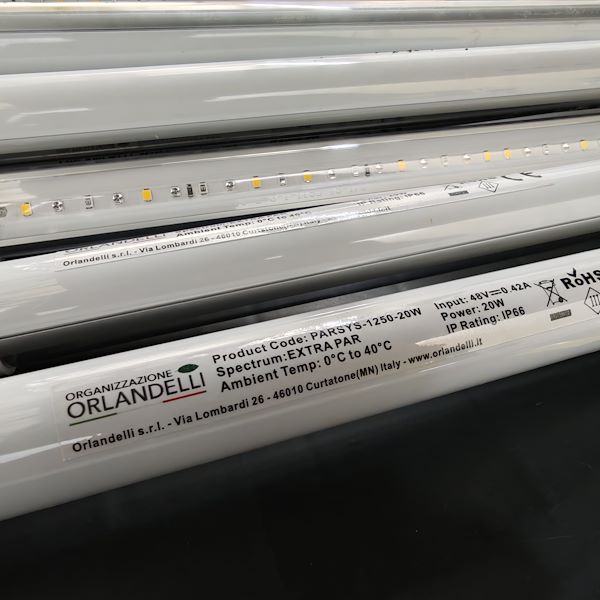 IP Rating: IP66
Ambient Temp: 0°C to 40°C
Orlandelli s.r.l. - Via Lombardi 26 - 46010 Curtatone
CE
ORGANIZZAZIONE
ORLANDELLI
Product Code: PARSYS-1250-20W
Spectrum: EXTRA PAR
Ambient Temp: 0°C to 40°C
Input: 48V⎓0.42A
Power: 20W
IP Rating: IP66
RoHS
Orlandelli s.r.l. - Via Lombardi 26 - 46010 Curtatone(MN) Italy - www.orlandelli.it